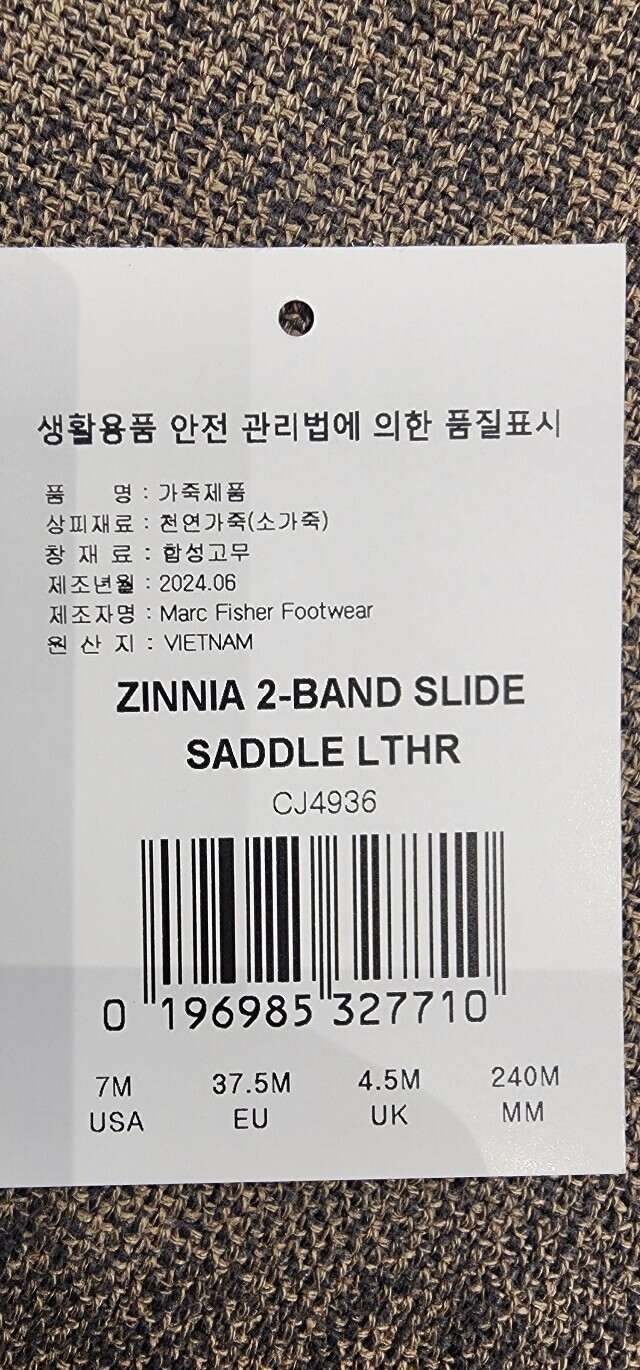 생활용품 안전 관리법에 의한 품질표시
품 명 : 가죽제품
상피재료 : 천연가죽(소가죽)
창 재 료 : 합성고무
제조년월 : 2024.06
제조자명 : Marc Fisher Footwear
원 산 지 : VIETNAM
ZINNIA 2-BAND SLIDE
SADDLE LTHR
CJ4936
0 196985 327710
7M 37.5M 4.5M 240M
USA EU UK MM